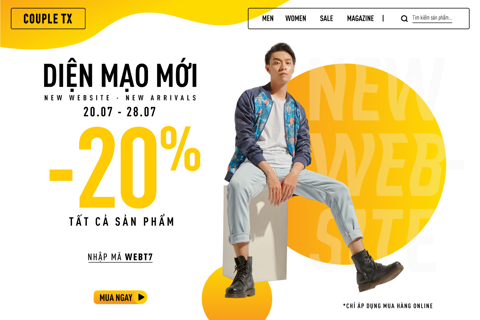 COUPLE TX
MEN WOMEN SALE MAGAZINE | Tìm kiếm sản phẩm...
DIỆN MẠO MỚI
NEW WEBSITE - NEW ARRIVALS
20.07 - 28.07
-20%
TẤT CẢ SẢN PHẨM
NHẬP MÃ WEBT7
MUA NGAY
NEW
WEB-
SITE
*CHỈ ÁP DỤNG MUA HÀNG ONLINE